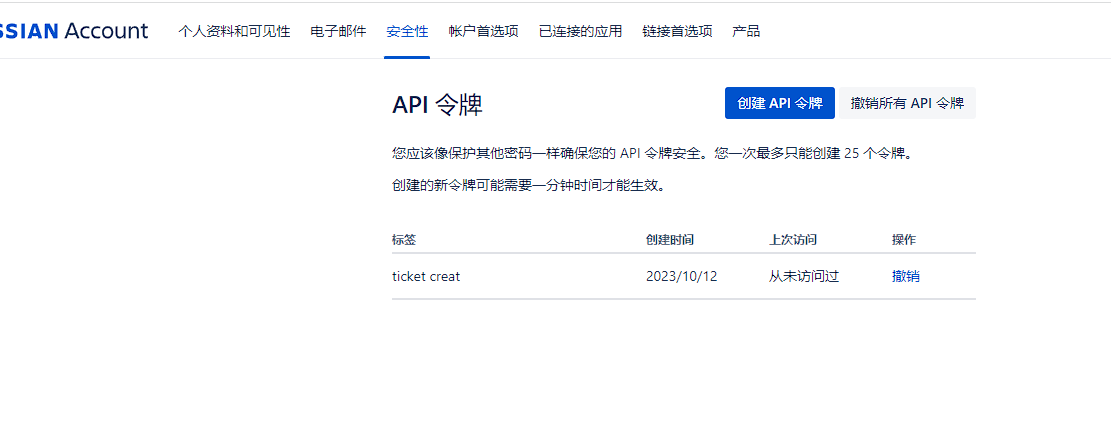 SSIAN Account 个人资料和可见性 电子邮件 安全性 帐户首选项 已连接的应用 链接首选项 产品
API 令牌 创建 API 令牌 撤销所有 API 令牌
您应该像保护其他密码一样确保您的 API 令牌安全。您一次最多只能创建 25 个令牌。
创建的新令牌可能需要一分钟时间才能生效。
标签 创建时间 上次访问 操作
ticket creat 2023/10/12 从未访问过 撤销